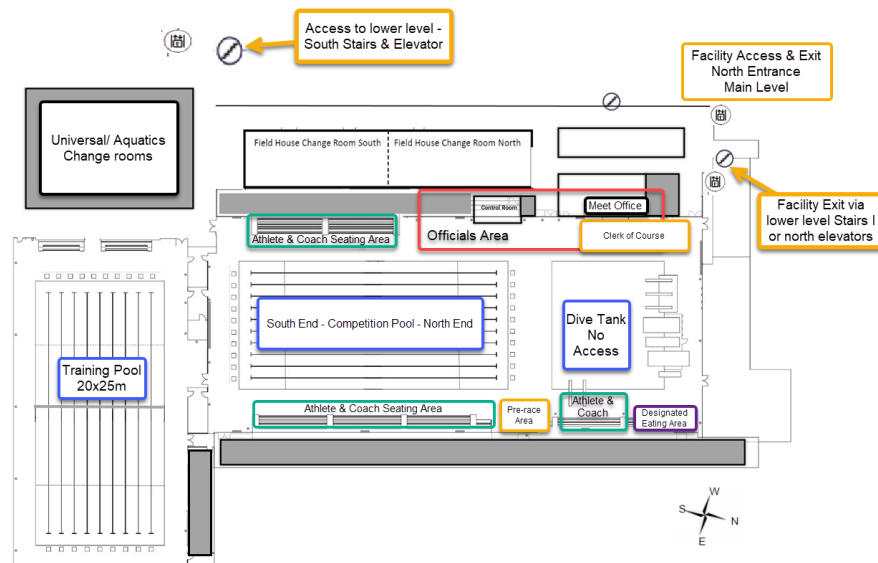 Access to lower level -
South Stairs & Elevator
Facility Access & Exit
North Entrance
Main Level
Universal/ Aquatics
Change rooms
Field House Change Room South
Field House Change Room North
Control Room
Meet Office
Facility Exit via
lower level Stairs l
or north elevators
Athlete & Coach Seating Area
Officials Area
Clerk of Course
South End - Competition Pool - North End
Dive Tank
No
Access
Training Pool
20x25m
Athlete & Coach Seating Area
Pre-race
Area
Athlete &
Coach
Designated
Eating Area
W
S
N
E